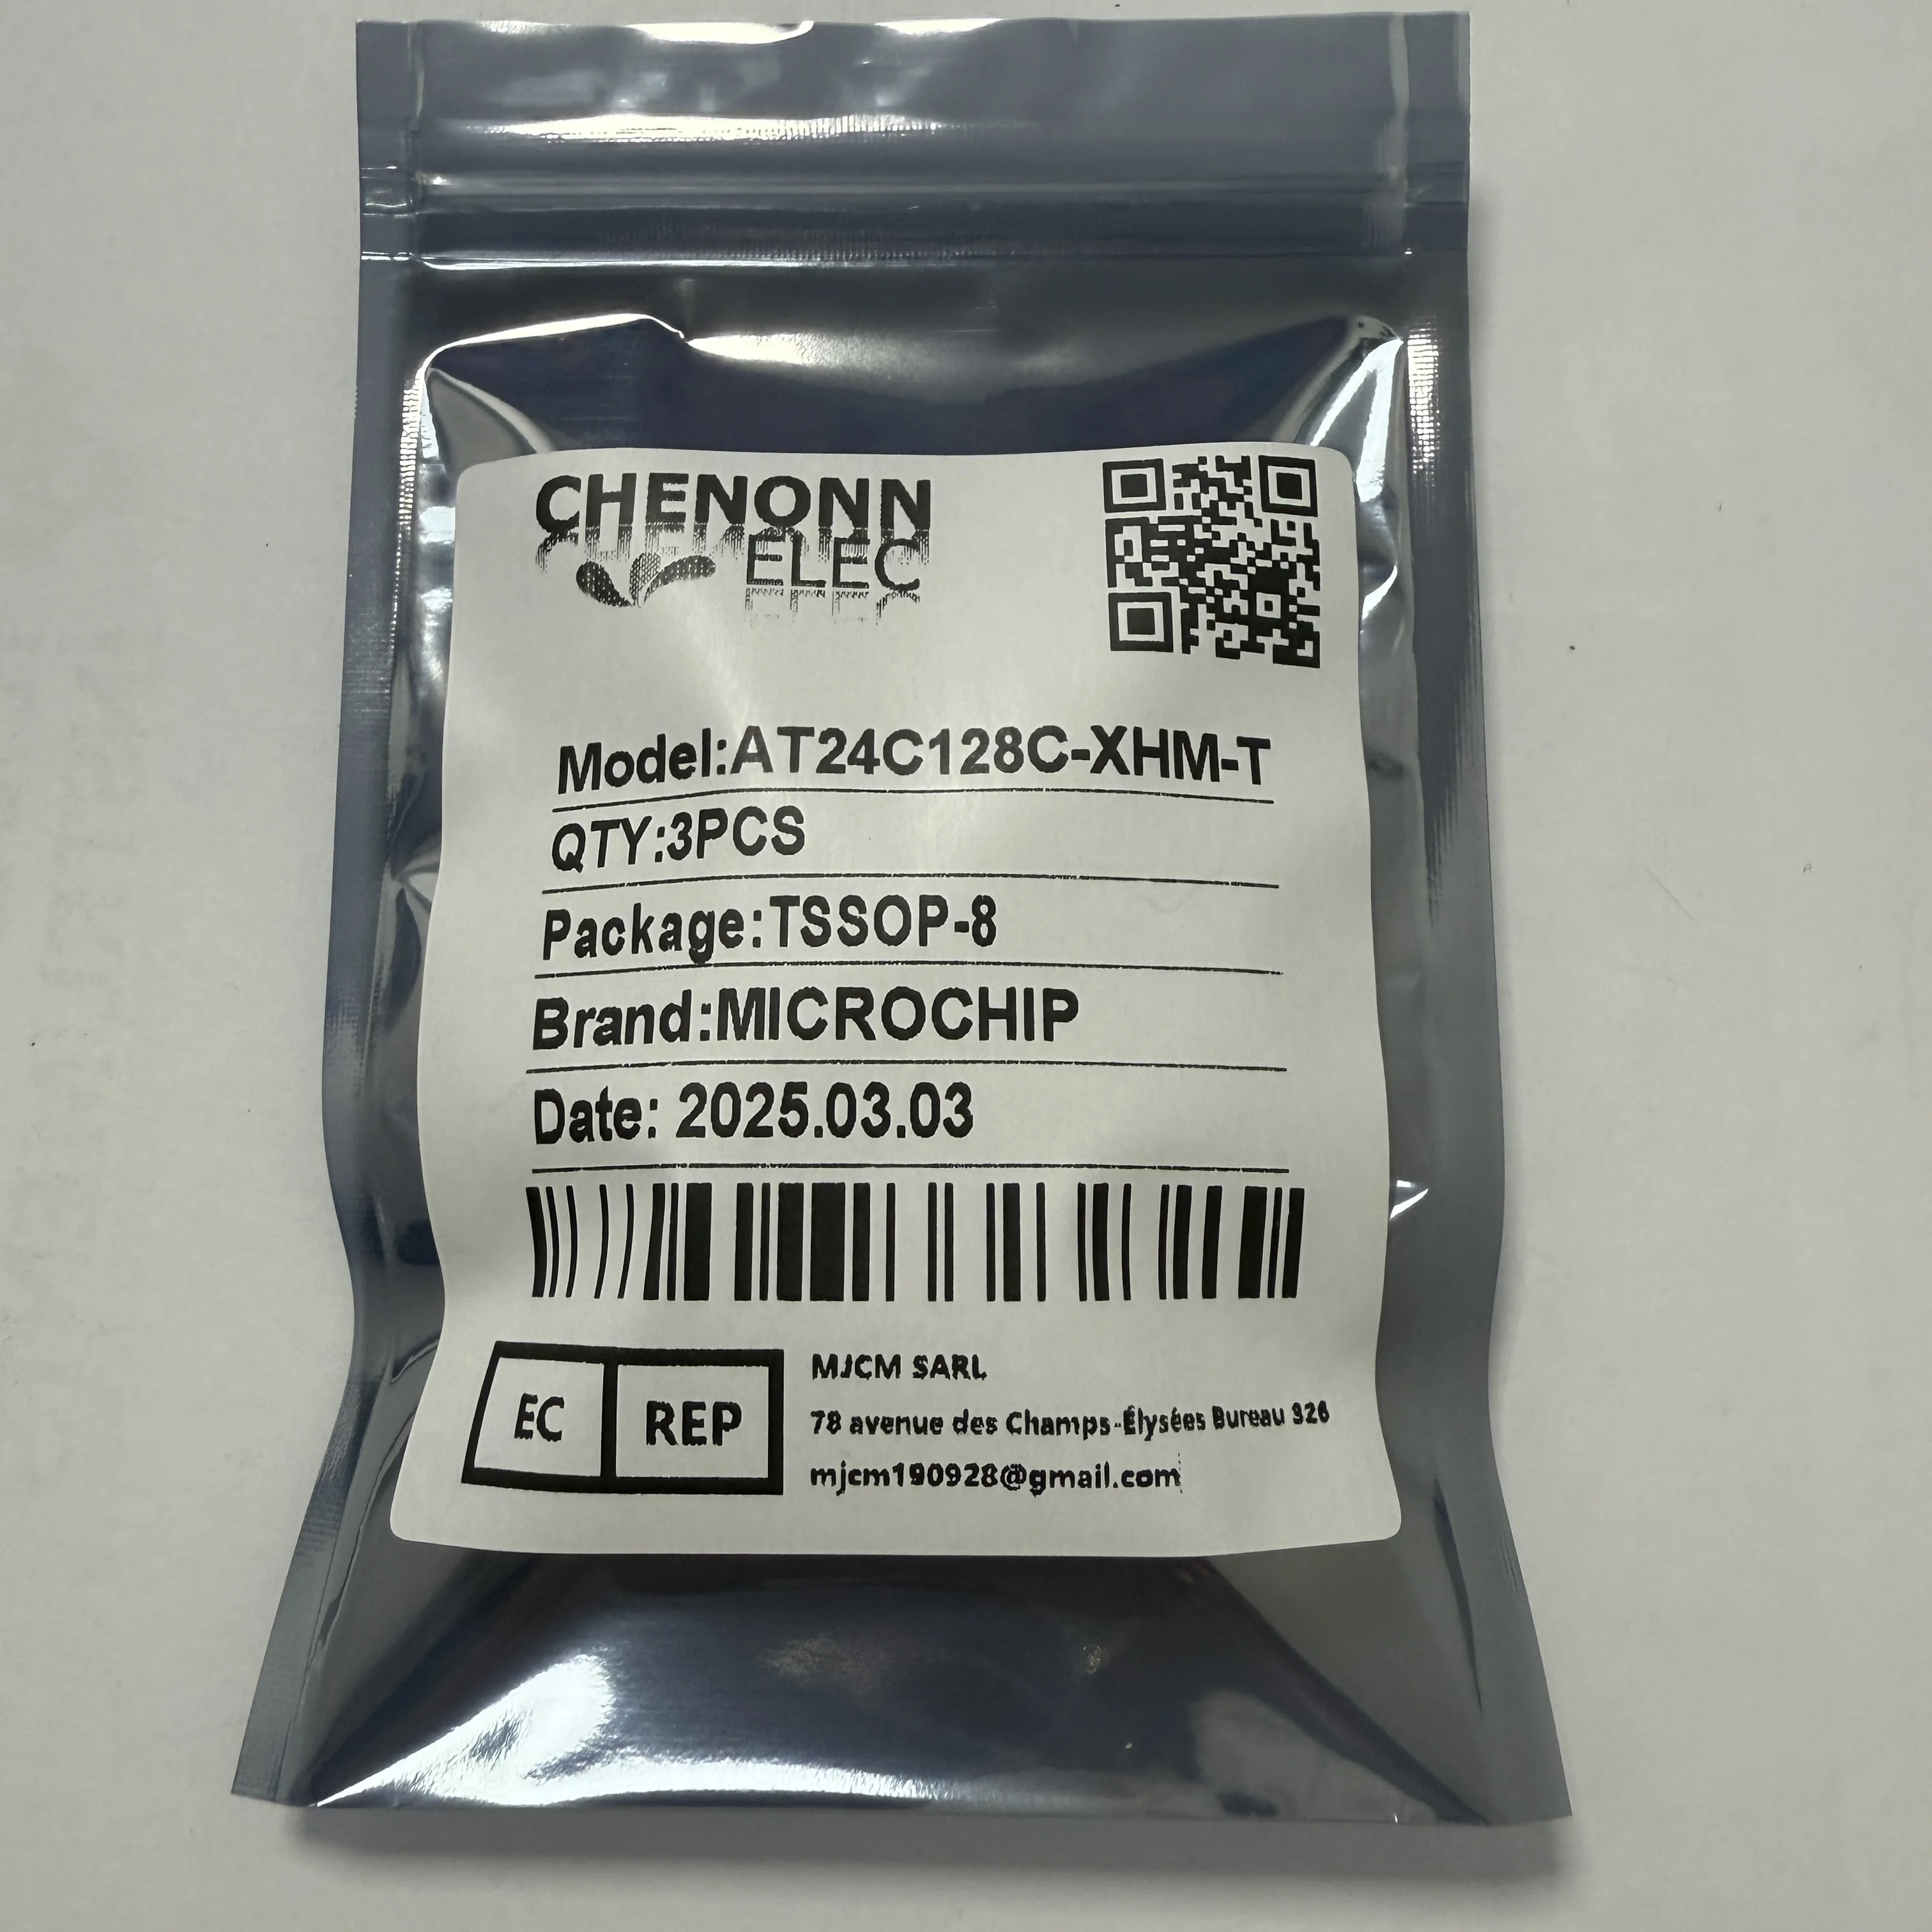 CHENONN
ELEC
Model:AT24C128C-XHM-T
QTY:3PCS
Package:TSSOP-8
Brand:MICROCHIP
Date: 2025.03.03
EC REP
MJCM SARL
78 avenue des Champs-Élysées Bureau 326
mjcm190928@gmail.com